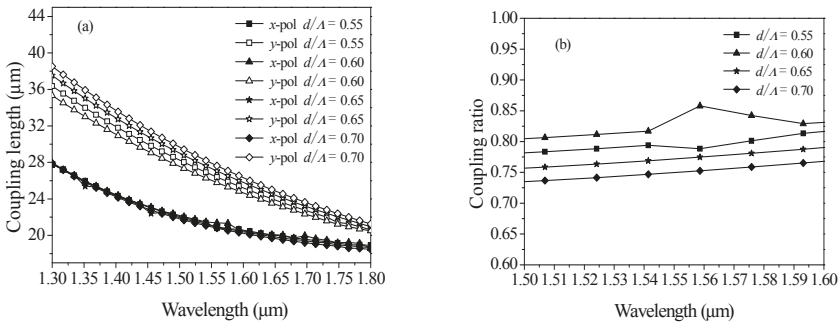 (a)
x-pol d/Λ = 0.55
y-pol d/Λ = 0.55
x-pol d/Λ = 0.60
y-pol d/Λ = 0.60
x-pol d/Λ = 0.65
y-pol d/Λ = 0.65
x-pol d/Λ = 0.70
y-pol d/Λ = 0.70
Coupling length (μm)
44
40
36
32
28
24
20
1.30 1.35 1.40 1.45 1.50 1.55 1.60 1.65 1.70 1.75 1.80
Wavelength (μm)
(b)
d/Λ = 0.55
d/Λ = 0.60
d/Λ = 0.65
d/Λ = 0.70
Coupling ratio
1.00
0.95
0.90
0.85
0.80
0.75
0.70
0.65
0.60
1.50 1.51 1.52 1.53 1.54 1.55 1.56 1.57 1.58 1.59 1.60
Wavelength (μm)